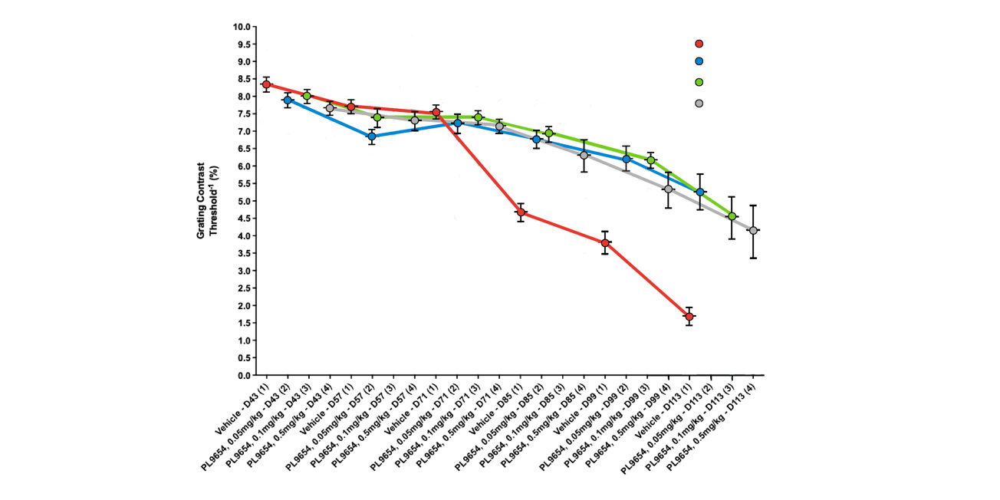 10.0
9.5
9.0
8.5
8.0
7.5
7.0
6.5
6.0
5.5
5.0
4.5
4.0
3.5
3.0
2.5
2.0
1.5
1.0
0.5
0.0
Grating Contrast
Threshold⁻¹ (%)
Vehicle - D43 (1)
PL9654, 0.05mg/kg - D43 (2)
PL9654, 0.1mg/kg - D43 (3)
PL9654, 0.5mg/kg - D43 (4)
Vehicle - D57 (1)
PL9654, 0.05mg/kg - D57 (2)
PL9654, 0.1mg/kg - D57 (3)
PL9654, 0.5mg/kg - D57 (4)
Vehicle - D71 (1)
PL9654, 0.05mg/kg - D71 (2)
PL9654, 0.1mg/kg - D71 (3)
PL9654, 0.5mg/kg - D71 (4)
Vehicle - D85 (1)
PL9654, 0.05mg/kg - D85 (2)
PL9654, 0.1mg/kg - D85 (3)
PL9654, 0.5mg/kg - D85 (4)
Vehicle - D99 (1)
PL9654, 0.05mg/kg - D99 (2)
PL9654, 0.1mg/kg - D99 (3)
PL9654, 0.5mg/kg - D99 (4)
Vehicle - D113 (1)
PL9654, 0.05mg/kg - D113 (2)
PL9654, 0.1mg/kg - D113 (3)
PL9654, 0.5mg/kg - D113 (4)